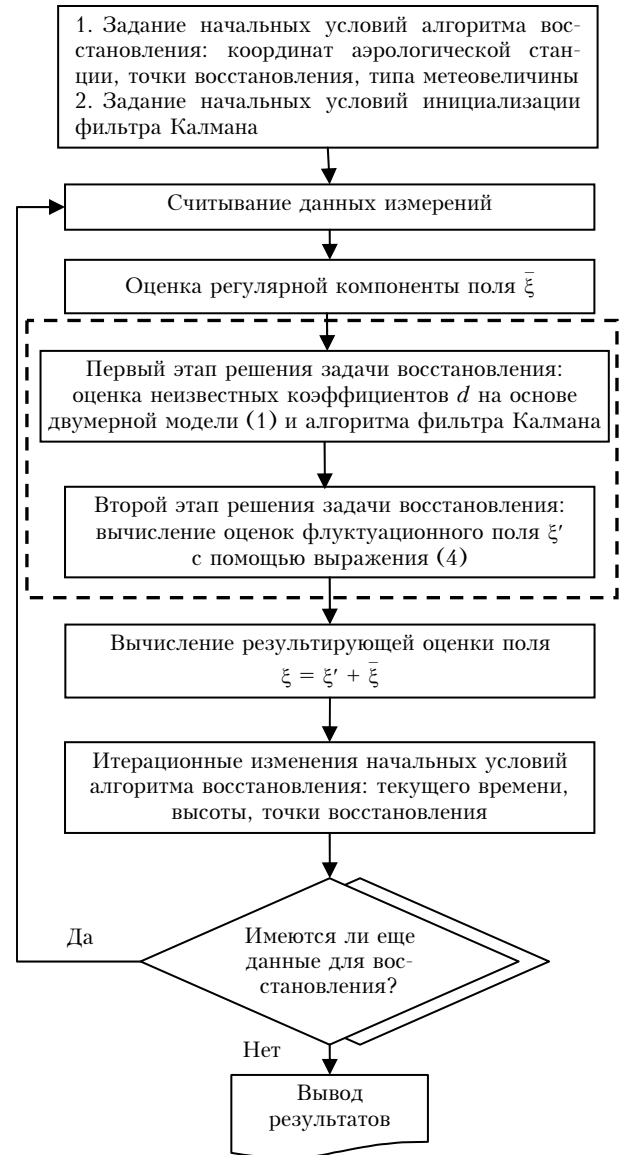 1. Задание начальных условий алгоритма вос-
становления: координат аэрологической стан-
ции, точки восстановления, типа метеовеличины
2. Задание начальных условий инициализации
фильтра Калмана
Считывание данных измерений
Оценка регулярной компоненты поля ξ̄
Первый этап решения задачи восстановления:
оценка неизвестных коэффициентов d на основе
двумерной модели (1) и алгоритма фильтра Калмана
Второй этап решения задачи восстановления:
вычисление оценок флуктуационного поля ξ′
с помощью выражения (4)
Вычисление результирующей оценки поля
ξ = ξ′ + ξ̄
Итерационные изменения начальных условий
алгоритма восстановления: текущего времени,
высоты, точки восстановления
Да
Имеются ли еще
данные для вос-
становления?
Нет
Вывод
результатов